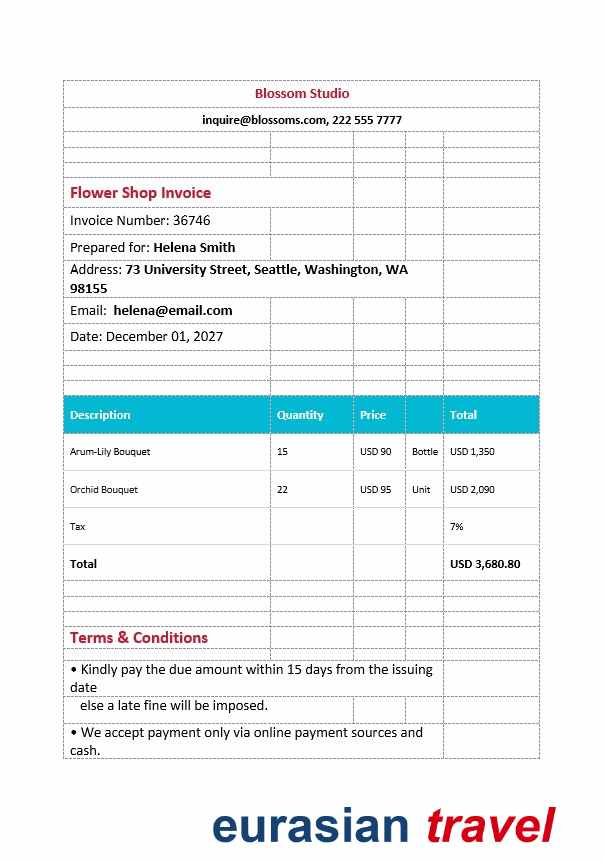 Blossom Studio
inquire@blossoms.com, 222 555 7777
Flower Shop Invoice
Invoice Number: 36746
Prepared for: Helena Smith
Address: 73 University Street, Seattle, Washington, WA
98155
Email: helena@email.com
Date: December 01, 2027
Description Quantity Price Total
Arum-Lily Bouquet 15 USD 90 Bottle USD 1,350
Orchid Bouquet 22 USD 95 Unit USD 2,090
Tax 7%
Total USD 3,680.80
Terms & Conditions
• Kindly pay the due amount within 15 days from the issuing
date
else a late fine will be imposed.
• We accept payment only via online payment sources and
cash.
eurasian travel